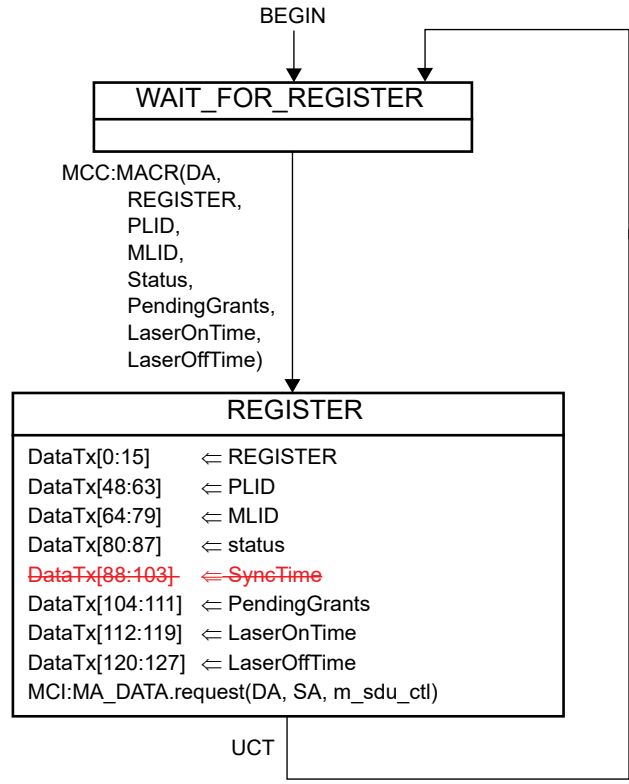 BEGIN
WAIT_FOR_REGISTER
MCC:MACR(DA,
REGISTER,
PLID,
MLID,
Status,
PendingGrants,
LaserOnTime,
LaserOffTime)
REGISTER
DataTx[0:15] ⇐ REGISTER
DataTx[48:63] ⇐ PLID
DataTx[64:79] ⇐ MLID
DataTx[80:87] ⇐ status
DataTx[88:103] ⇐ SyncTime
DataTx[104:111] ⇐ PendingGrants
DataTx[112:119] ⇐ LaserOnTime
DataTx[120:127] ⇐ LaserOffTime
MCI:MA_DATA.request(DA, SA, m_sdu_ctl)
UCT